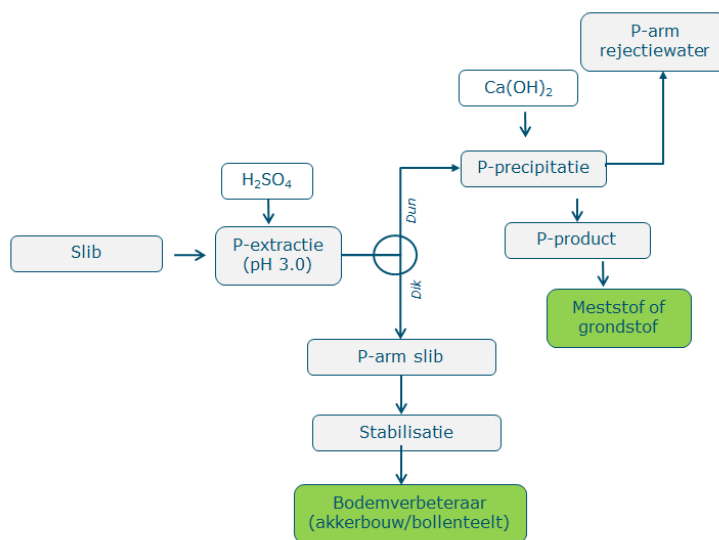 P-arm
rejectiewater
Ca(OH)₂
P-precipitatie
H₂SO₄
Dun
P-product
Slib
P-extractie
(pH 3.0)
Dik
Meststof of
grondstof
P-arm slib
Stabilisatie
Bodemverbeteraar
(akkerbouw/bollenteelt)